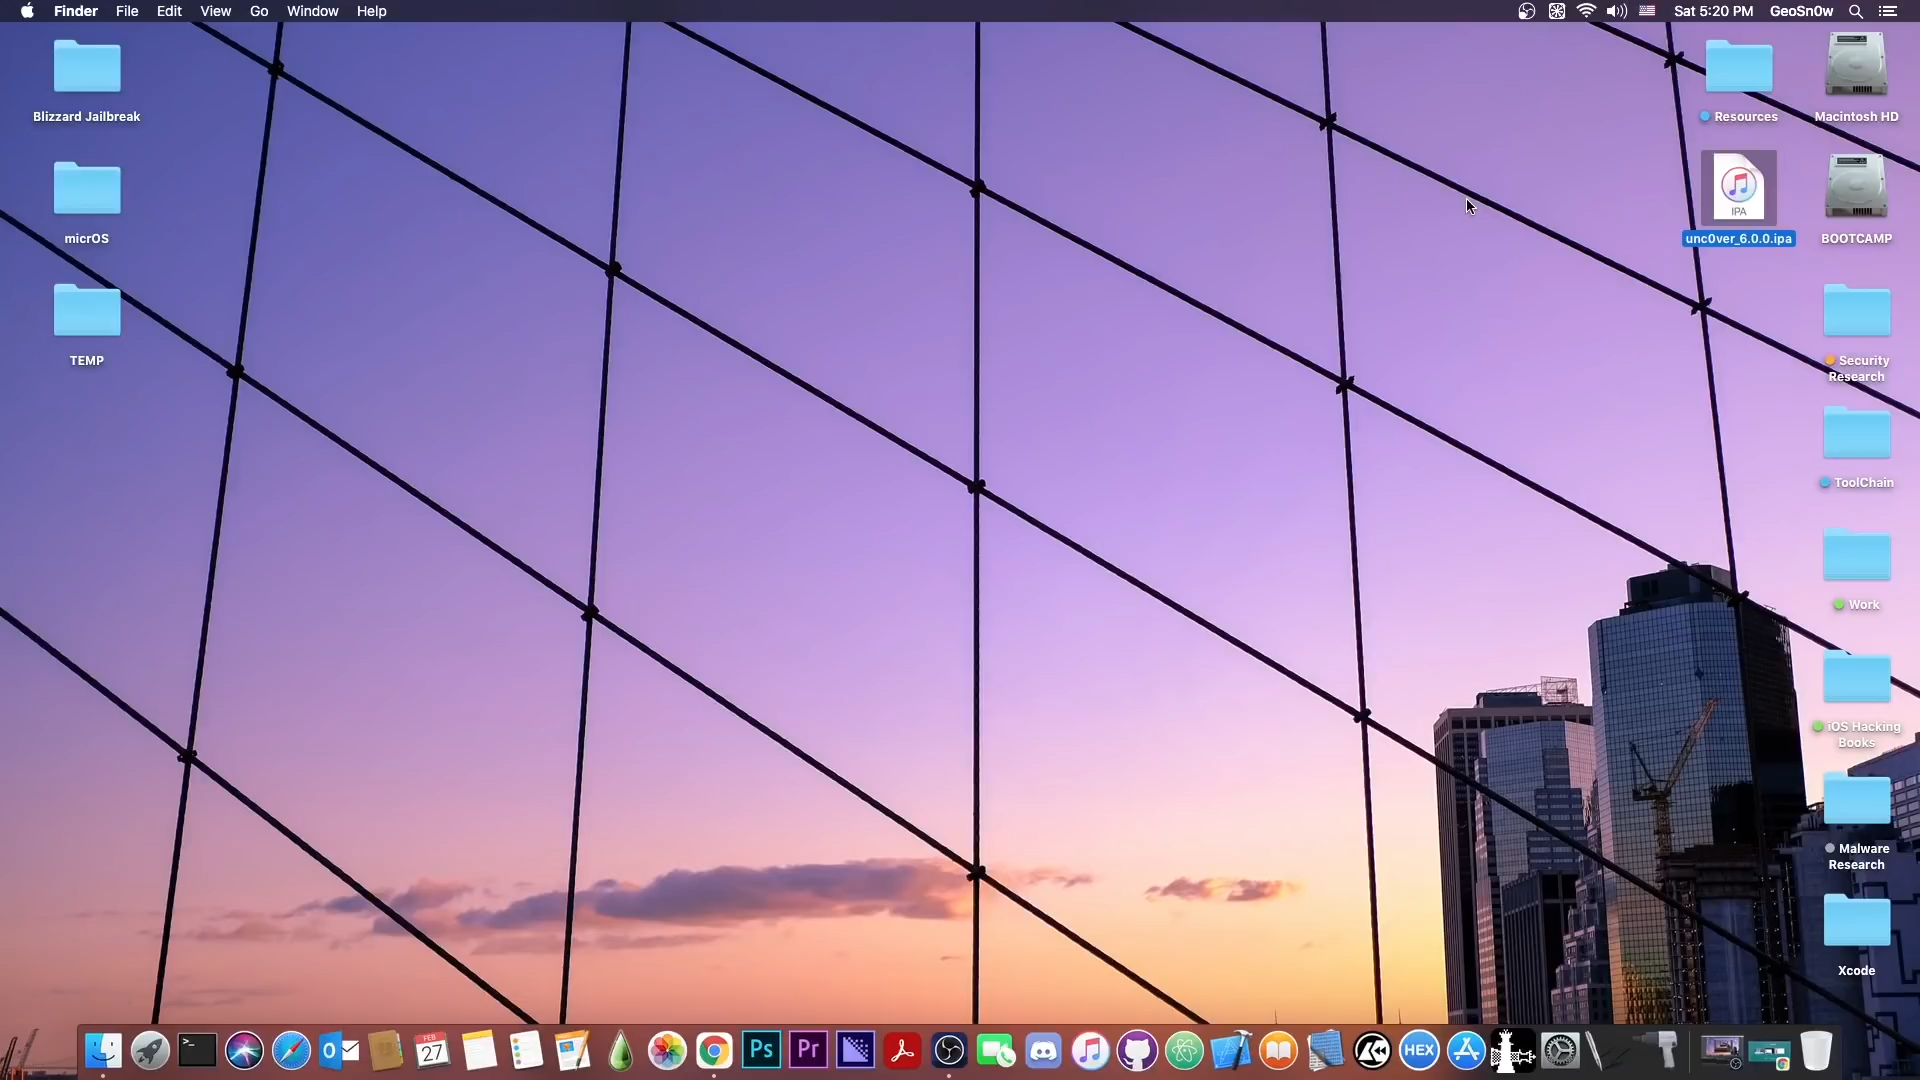 Finder File Edit View Go Window Help
Sat 5:20 PM GeoSn0w
Blizzard Jailbreak
micrOS
TEMP
Resources
Macintosh HD
IPA
unc0ver_6.0.0.ipa
BOOTCAMP
Security
Research
ToolChain
Work
iOS Hacking
Books
Malware
Research
Xcode
>_
O
FEB
27
Ps
Pr
HEX